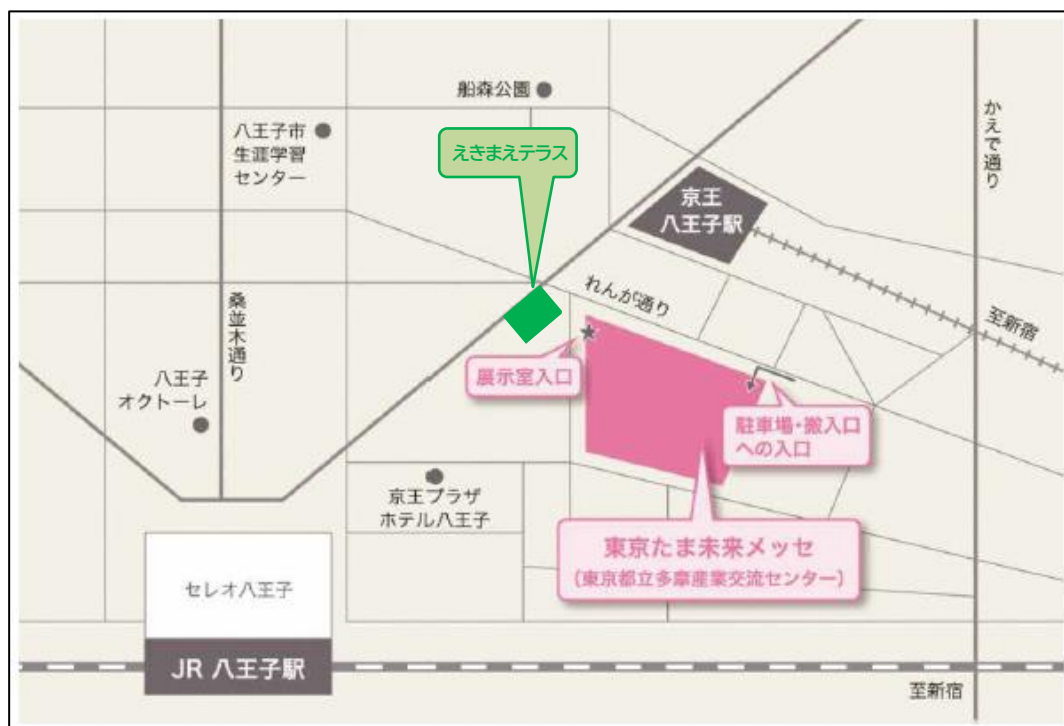 船森公園
八王子市
生涯学習
センター
えきまえテラス
かえで通り
京王
八王子駅
れんが通り
至新宿
桑並木通り
展示室入口
八王子
オクトーレ
駐車場・搬入口
への入口
京王プラザ
ホテル八王子
東京たま未来メッセ
(東京都立多摩産業交流センター)
セレオ八王子
JR 八王子駅
至新宿